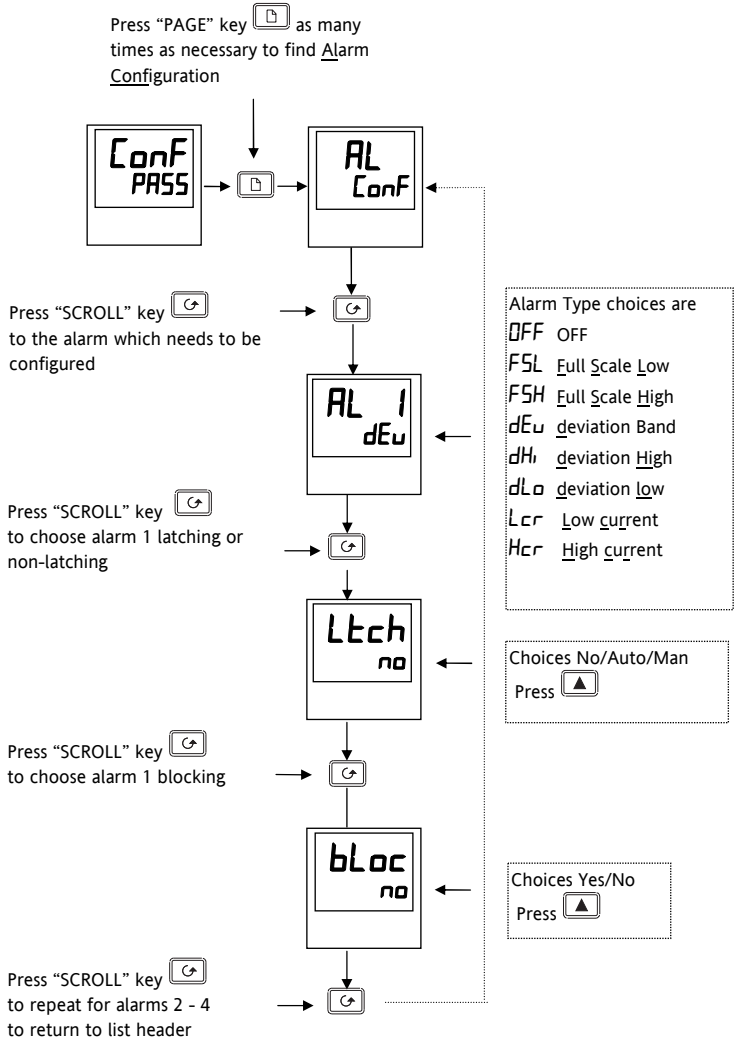 Press “PAGE” key as many
times as necessary to find Alarm
Configuration
ConF
PASS
AL
ConF
Press “SCROLL” key
to the alarm which needs to be
configured
AL 1
dEv
Alarm Type choices are
OFF OFF
FSL Full Scale Low
FSH Full Scale High
dEv deviation Band
dHi deviation High
dLo deviation low
Lcr Low current
Hcr High current
Press “SCROLL” key
to choose alarm 1 latching or
non-latching
Ltch
no
Choices No/Auto/Man
Press
Press “SCROLL” key
to choose alarm 1 blocking
bLoc
no
Choices Yes/No
Press
Press “SCROLL” key
to repeat for alarms 2 - 4
to return to list header